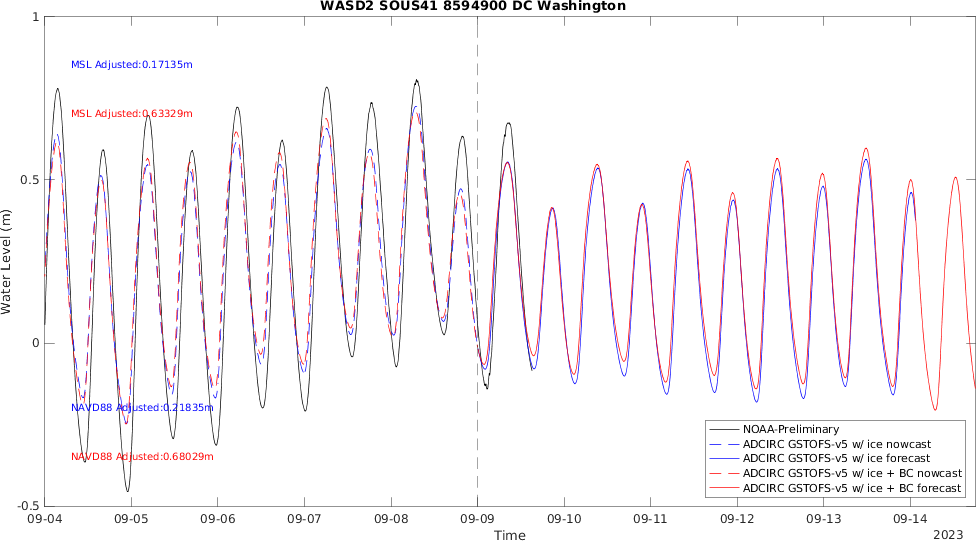 WASD2 SOUS41 8594900 DC Washington
1
MSL Adjusted:0.17135m
MSL Adjusted:0.63329m
0.5
Water Level (m)
0
NAVD88 Adjusted:0.21835m
NAVD88 Adjusted:0.68029m
NOAA-Preliminary
ADCIRC GSTOFS-v5 w/ ice nowcast
ADCIRC GSTOFS-v5 w/ ice forecast
ADCIRC GSTOFS-v5 w/ ice + BC nowcast
ADCIRC GSTOFS-v5 w/ ice + BC forecast
-0.5
09-04 09-05 09-06 09-07 09-08 09-09 09-10 09-11 09-12 09-13 09-14
Time
2023